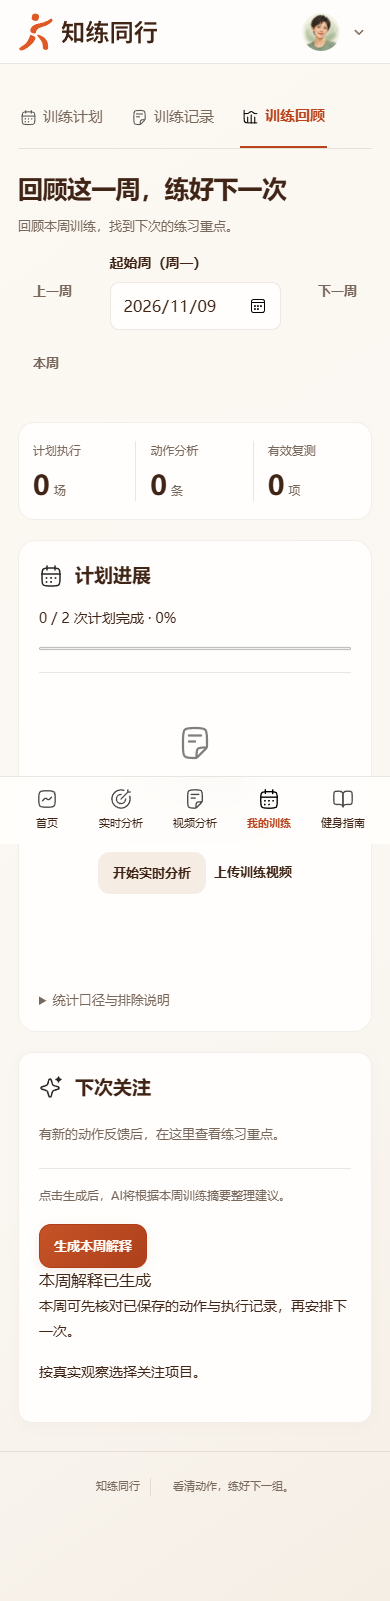 知练同行
训练计划
训练记录
训练回顾
回顾这一周，练好下一次
回顾本周训练，找到下次的练习重点。
起始周（周一）
上一周
2026/11/09
下一周
本周
计划执行
动作分析
有效复测
0 场
0 条
0 项
计划进展
0 / 2 次计划完成 · 0%
首页
实时分析
视频分析
我的训练
健身指南
开始实时分析
上传训练视频
▶ 统计口径与排除说明
下次关注
有新的动作反馈后，在这里查看练习重点。
点击生成后，AI将根据本周训练摘要整理建议。
生成本周解释
本周解释已生成
本周可先核对已保存的动作与执行记录，再安排下
一次。
按真实观察选择关注项目。
知练同行
看清动作，练好下一组。